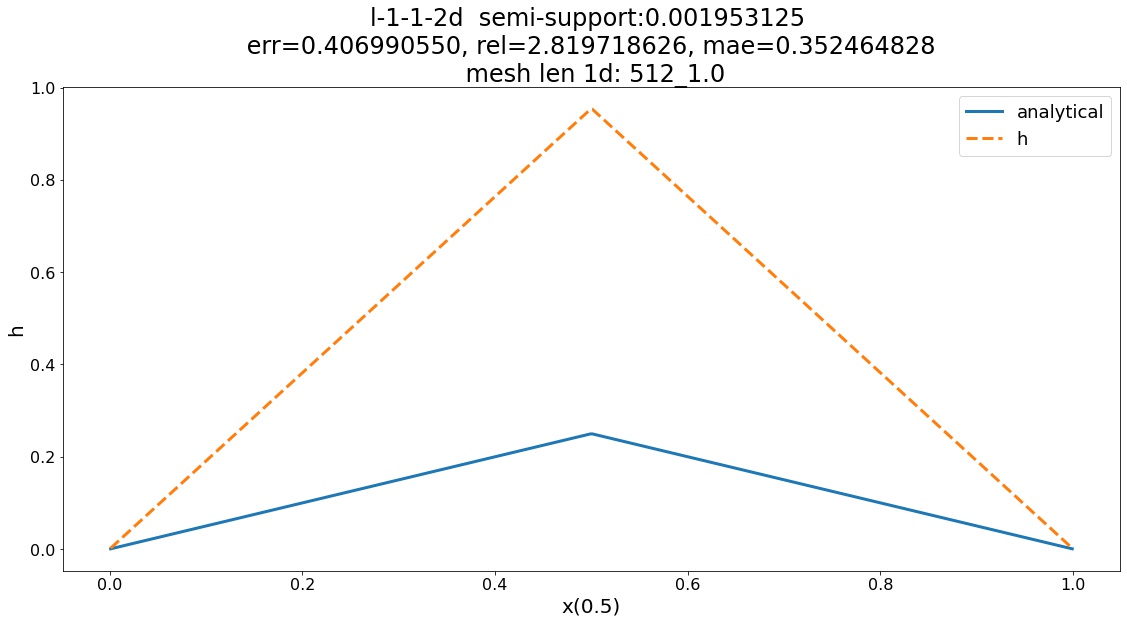 l-1-1-2d  semi-support:0.001953125
err=0.406990550, rel=2.819718626, mae=0.352464828
mesh len 1d: 512_1.0
analytical
h
h
1.0
0.8
0.6
0.4
0.2
0.0
0.0 0.2 0.4 0.6 0.8 1.0
x(0.5)